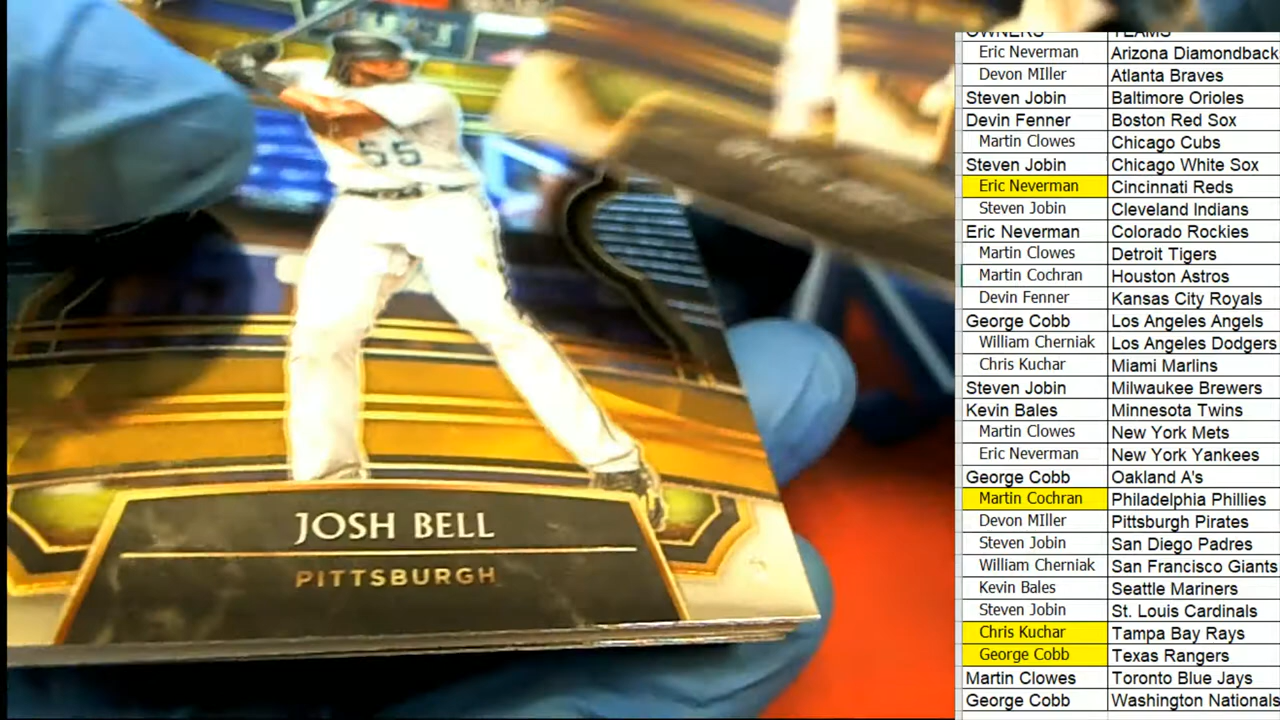 55
JOSH BELL
PITTSBURGH
OWNERS TEAMS
Eric Neverman Arizona Diamondback
Devon MIller Atlanta Braves
Steven Jobin Baltimore Orioles
Devin Fenner Boston Red Sox
Martin Clowes Chicago Cubs
Steven Jobin Chicago White Sox
Eric Neverman Cincinnati Reds
Steven Jobin Cleveland Indians
Eric Neverman Colorado Rockies
Martin Clowes Detroit Tigers
Martin Cochran Houston Astros
Devin Fenner Kansas City Royals
George Cobb Los Angeles Angels
William Cherniak Los Angeles Dodgers
Chris Kuchar Miami Marlins
Steven Jobin Milwaukee Brewers
Kevin Bales Minnesota Twins
Martin Clowes New York Mets
Eric Neverman New York Yankees
George Cobb Oakland A's
Martin Cochran Philadelphia Phillies
Devon MIller Pittsburgh Pirates
Steven Jobin San Diego Padres
William Cherniak San Francisco Giants
Kevin Bales Seattle Mariners
Steven Jobin St. Louis Cardinals
Chris Kuchar Tampa Bay Rays
George Cobb Texas Rangers
Martin Clowes Toronto Blue Jays
George Cobb Washington Nationals